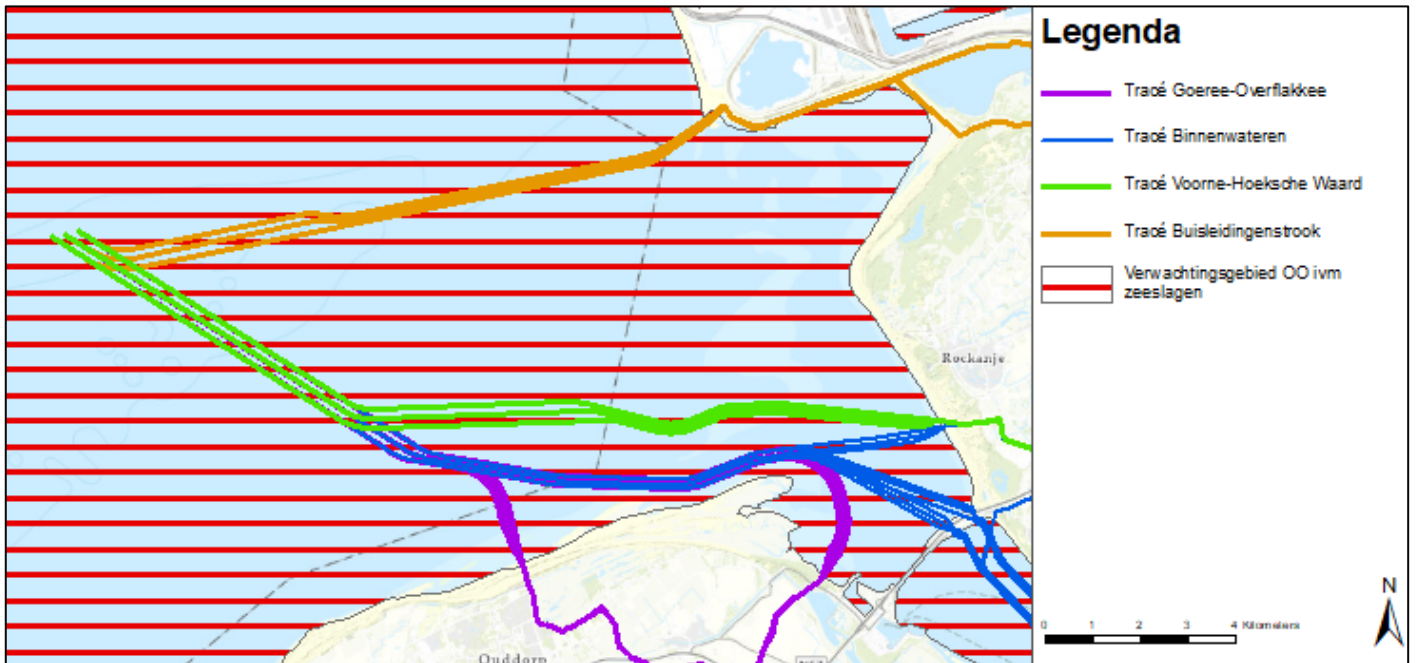 Legenda
Tracé Goeree-Overflakkee
Tracé Binnenwateren
Tracé Voorne-Hoeksche Waard
Tracé Buisleidingenstrook
Verwachtingsgebied OO ivm
zeeslagen
Rockanje
Ouddorp
N
0 1 2 3 4 Kilometers